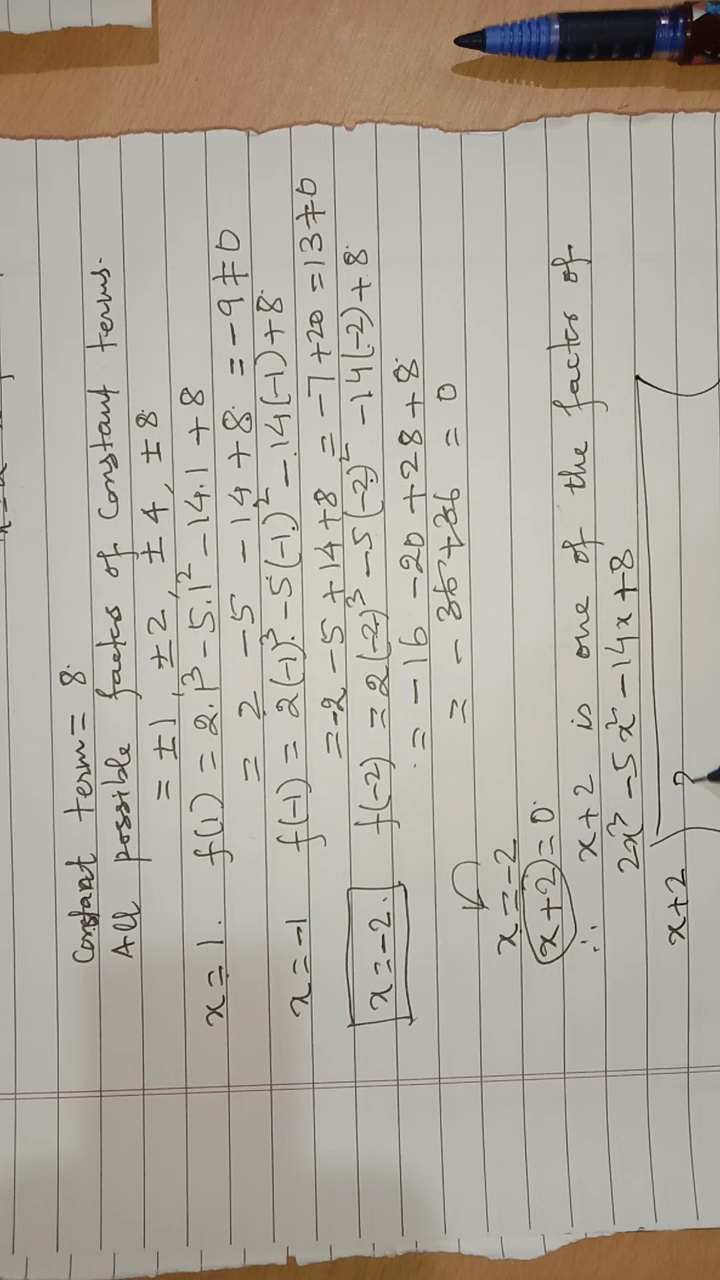 Constant term = 8.
All possible factors of Constant terms.
= ±1, ±2, ±4, ±8
x = 1. f(1) = 2.1³ - 5.1² - 14.1 + 8
= 2 - 5 - 14 + 8 = -9 ≠ 0
x = -1 f(-1) = 2(-1)³ - 5(-1)² - 14(-1) + 8
= -2 - 5 + 14 + 8 = -7 + 20 = 13 ≠ 0
x = -2. f(-2) = 2(-2)³ - 5(-2)² - 14(-2) + 8
= -16 - 20 + 28 + 8
= -36 + 36 = 0
x = -2
x + 2 = 0
∴ x + 2 is one of the factor of
2x³ - 5x² - 14x + 8
x + 2